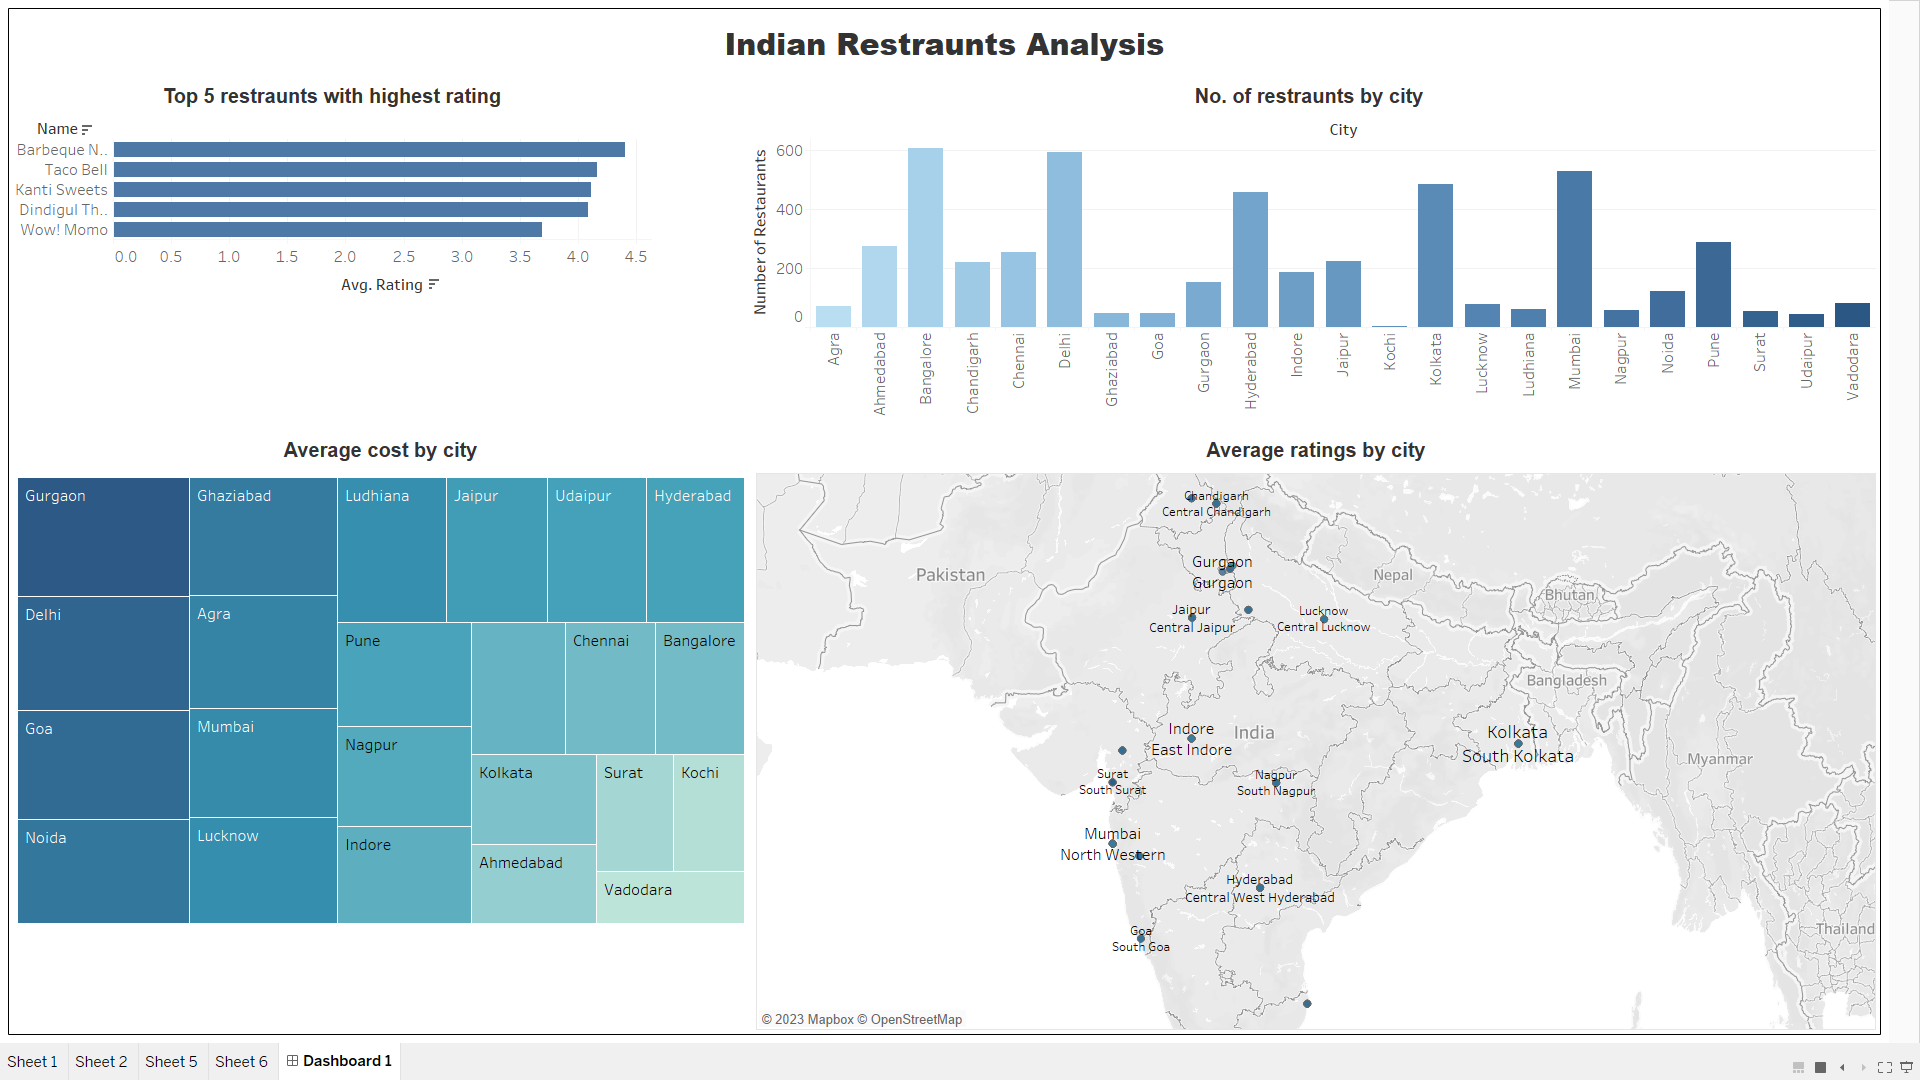 Indian Restraunts Analysis
Top 5 restraunts with highest rating
Name
Barbeque N..
Taco Bell
Kanti Sweets
Dindigul Th..
Wow! Momo
0.0 0.5 1.0 1.5 2.0 2.5 3.0 3.5 4.0 4.5
Avg. Rating
No. of restraunts by city
City
Number of Restaurants
600
400
200
0
Agra
Ahmedabad
Bangalore
Chandigarh
Chennai
Delhi
Ghaziabad
Goa
Gurgaon
Hyderabad
Indore
Jaipur
Kochi
Kolkata
Lucknow
Ludhiana
Mumbai
Nagpur
Noida
Pune
Surat
Udaipur
Vadodara
Average cost by city
Gurgaon
Delhi
Goa
Noida
Ghaziabad
Agra
Mumbai
Lucknow
Ludhiana
Jaipur
Udaipur
Hyderabad
Pune
Nagpur
Indore
Chennai
Bangalore
Kolkata
Ahmedabad
Surat
Kochi
Vadodara
Average ratings by city
Chandigarh
Central Chandigarh
Pakistan
Gurgaon
Gurgaon
Nepal
Bhutan
Jaipur
Central Jaipur
Lucknow
Central Lucknow
Bangladesh
Indore
East Indore
India
Kolkata
South Kolkata
Myanmar
Surat
South Surat
Nagpur
South Nagpur
Mumbai
North Western
Hyderabad
Central West Hyderabad
Goa
South Goa
Thailand
© 2023 Mapbox © OpenStreetMap
Sheet 1 Sheet 2 Sheet 5 Sheet 6 Dashboard 1